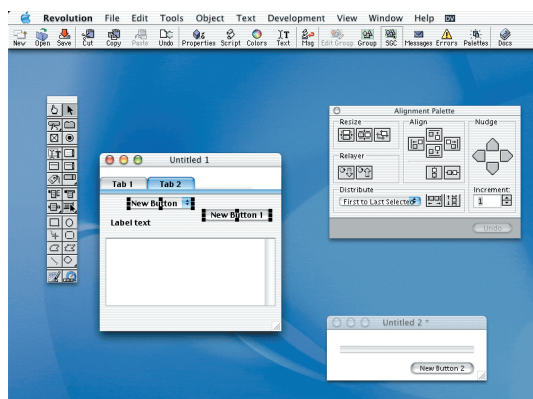 Revolution File Edit Tools Object Text Development View Window Help
New Open Save Cut Copy Paste Undo Properties Script Colors Text Msg Edit Group Group SGC Messages Errors Palettes Docs
Alignment Palette
Resize Align Nudge
Relayer
Distribute Increment:
First to Last Selected 1
Undo
Untitled 1
Tab 1 Tab 2
New Button
New Button 1
Label text
Untitled 2 *
New Button 2